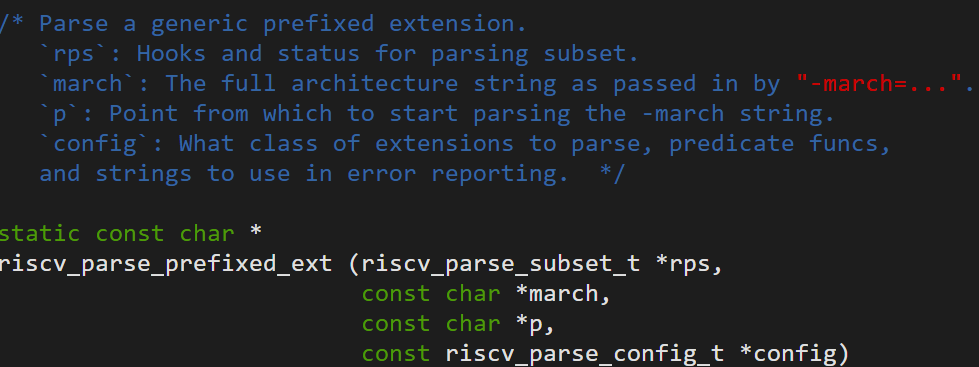 /* Parse a generic prefixed extension.
`rps`: Hooks and status for parsing subset.
`march`: The full architecture string as passed in by "-march=...".
`p`: Point from which to start parsing the -march string.
`config`: What class of extensions to parse, predicate funcs,
and strings to use in error reporting.  */
static const char *
riscv_parse_prefixed_ext (riscv_parse_subset_t *rps,
const char *march,
const char *p,
const riscv_parse_config_t *config)